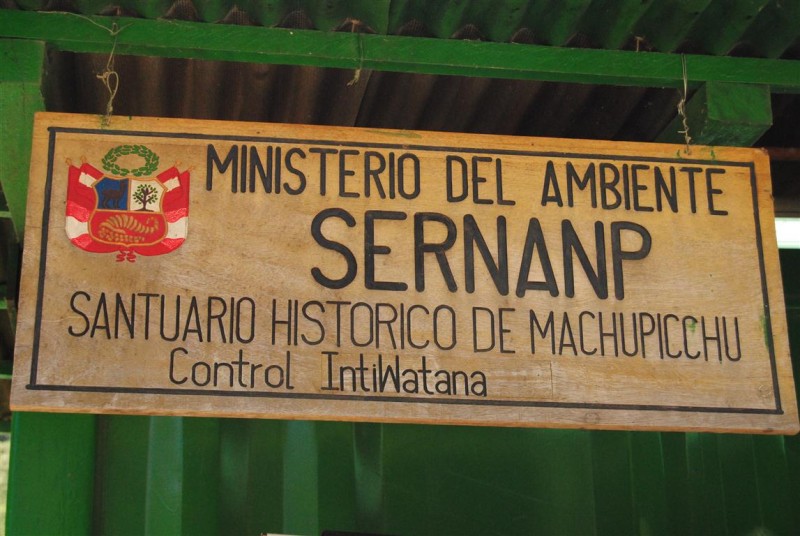 MINISTERIO DEL AMBIENTE
SERNANP
SANTUARIO HISTORICO DE MACHUPICCHU
Control IntiWatana